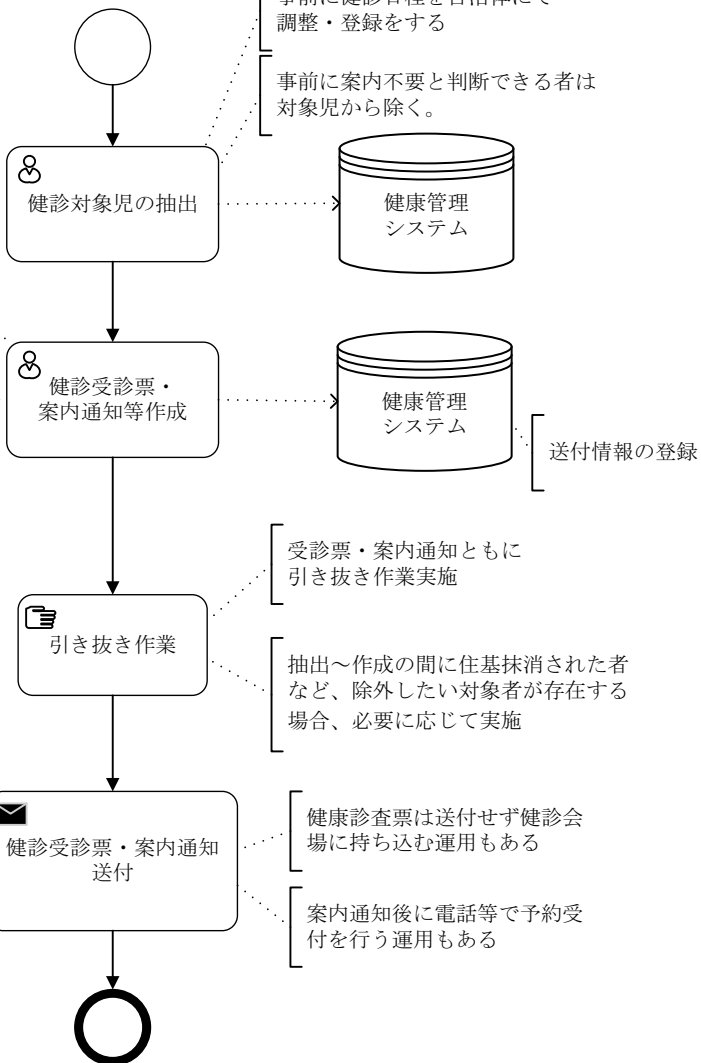 調整・登録をする
事前に案内不要と判断できる者は
対象児から除く。
健診対象児の抽出
健康管理
システム
健診受診票・
案内通知等作成
健康管理
システム
送付情報の登録
受診票・案内通知ともに
引き抜き作業実施
引き抜き作業
抽出～作成の間に住基抹消された者
など、除外したい対象者が存在する
場合、必要に応じて実施
健康診査票は送付せず健診会
場に持ち込む運用もある
健診受診票・案内通知
送付
案内通知後に電話等で予約受
付を行う運用もある